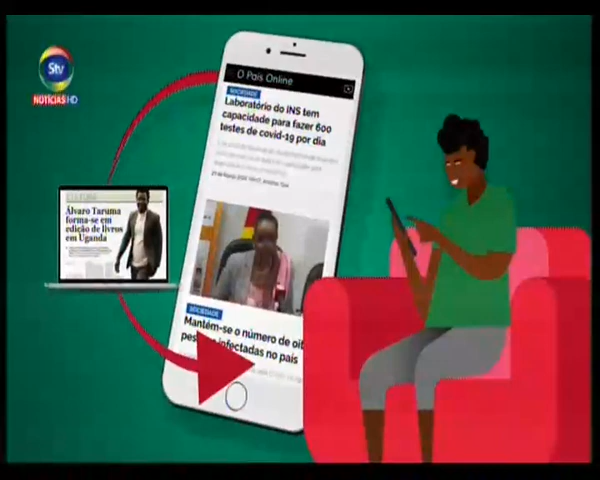 Stv
NOTÍCIAS HD
O País Online
SOCIEDADE
Laboratório do INS tem
capacidade para fazer 600
testes de covid-19 por dia
CULTURA
Álvaro Taruma
forma-se em
edição de livros
em Uganda
SOCIEDADE
Mantém-se o número de oit
infectadas no país